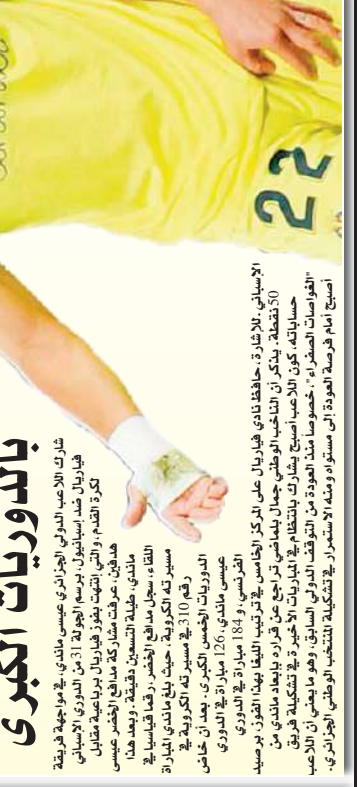 بالدوريات الكبرى
شارك اللاعب الدولي الجزائري عيسى ماندي، في مواجهة فريقة
فياريال ضد إسبانيول، برسم الجولة 31 من الدوري الإسباني
لكرة القدم، والتي إنتهت بفوز فياريال برباعية مقابل
هدفين، عرفت مشاركة مدافع الخضر عيسى
ماندي، طيلة التسعين دقيقة، وبعد هذا
اللقاء، سجل مدافع الخضر، رقما قياسيا في
مسيرته الكروية، حيث بلغ ماندي المباراة
رقم 310 في مسيرته الكروية في
الدوريات الخمس الكبرى، بعد ان خاض
عيسى ماندي، 126 مباراة في الدوري
الفرنسي، و 184 مباراة في الدوري
الإسباني. للإشارة، حافظ نادي فياريال على المركز الخامس في ترتيب الليغا بهذا الفوز، برصيد
50 نقطة. يذكر أن الناخب الوطني جمال بلماضي تراجع عن قراره بإبعاد ماندي من
حساباته، كون اللاعب أصبح يشارك بانتظام في المباريات الأخيرة في تشكيلة فريق
"الغواصات الصفراء"، خصوصا منذ العودة من التوقف الدولي السابق، وهو ما يعني أن اللاعب
أصبح أمام فرصة العودة إلى مستواه ومنه الاستمرار في تشكيلة المنتخب الوطني الجزائري.
22